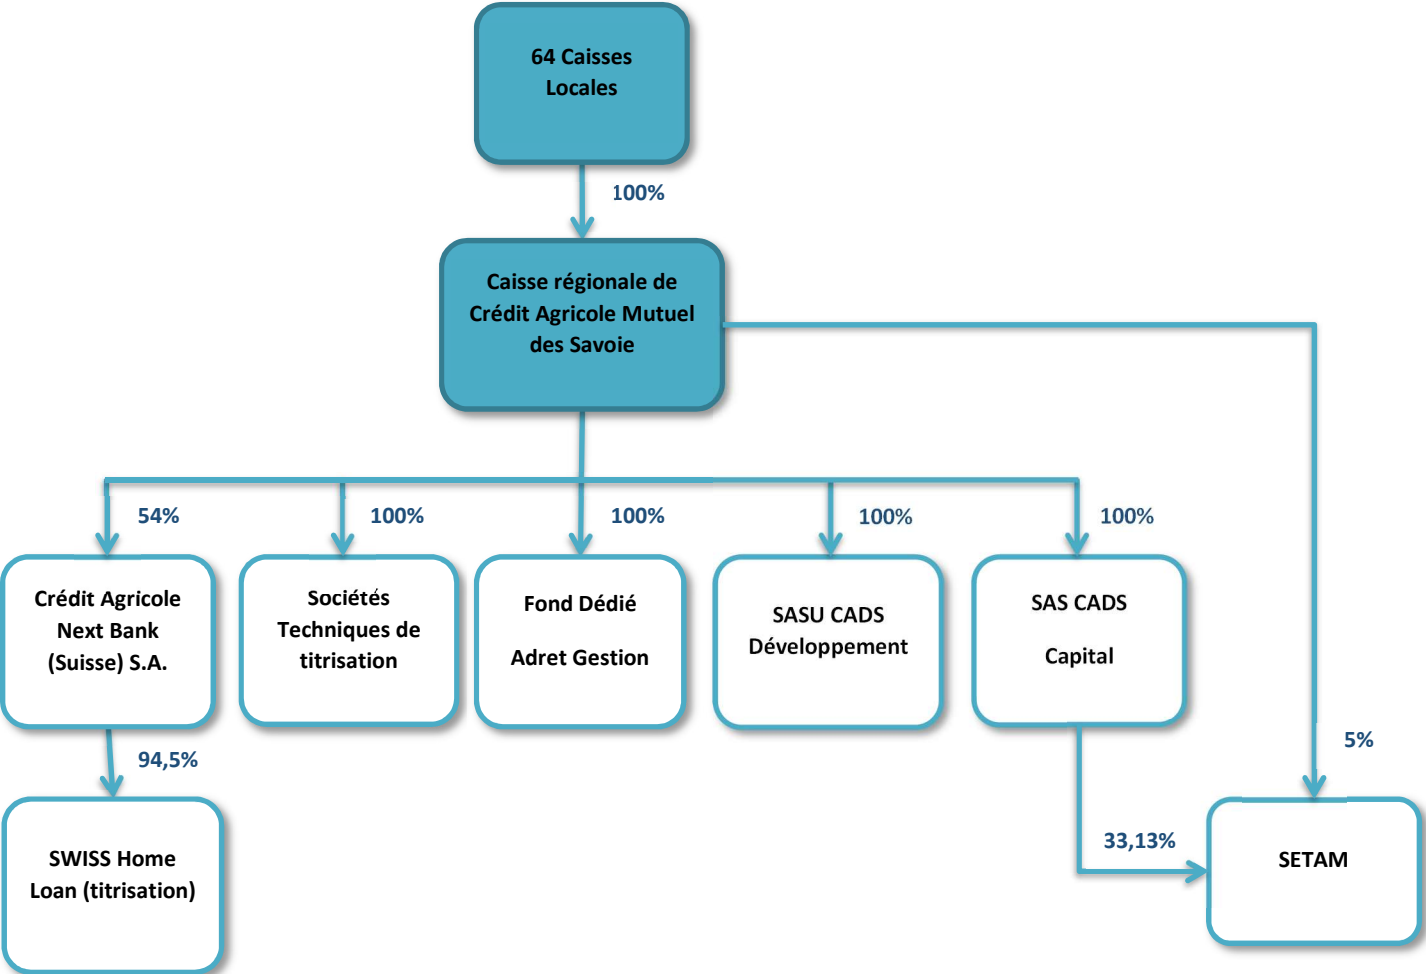 64 Caisses
Locales
100%
Caisse régionale de
Crédit Agricole Mutuel
des Savoie
54%
100%
100%
100%
100%
Crédit Agricole
Next Bank
(Suisse) S.A.
Sociétés
Techniques de
titrisation
Fond Dédié
Adret Gestion
SASU CADS
Développement
SAS CADS
Capital
94,5%
5%
33,13%
SWISS Home
Loan (titrisation)
SETAM